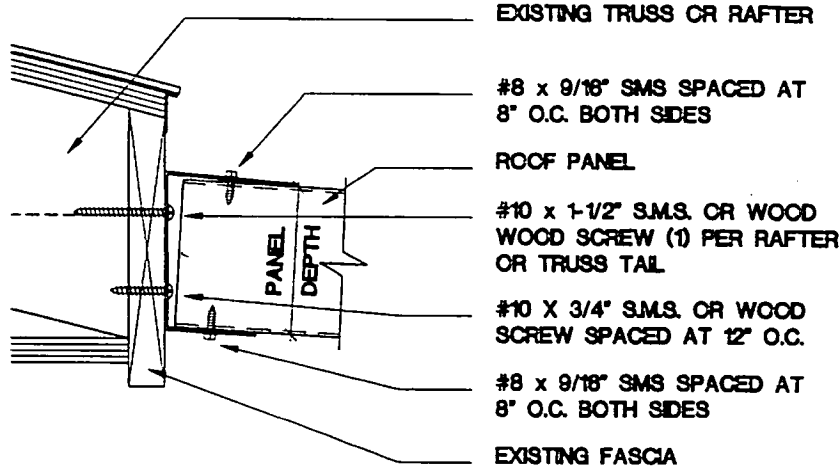 EXISTING TRUSS OR RAFTER
#8 x 9/16" SMS SPACED AT
8" O.C. BOTH SIDES
ROOF PANEL
#10 x 1-1/2" S.M.S. OR WOOD
WOOD SCREW (1) PER RAFTER
OR TRUSS TAIL
PANEL
DEPTH
#10 X 3/4" S.M.S. OR WOOD
SCREW SPACED AT 12" O.C.
#8 x 9/16" SMS SPACED AT
8" O.C. BOTH SIDES
EXISTING FASCIA